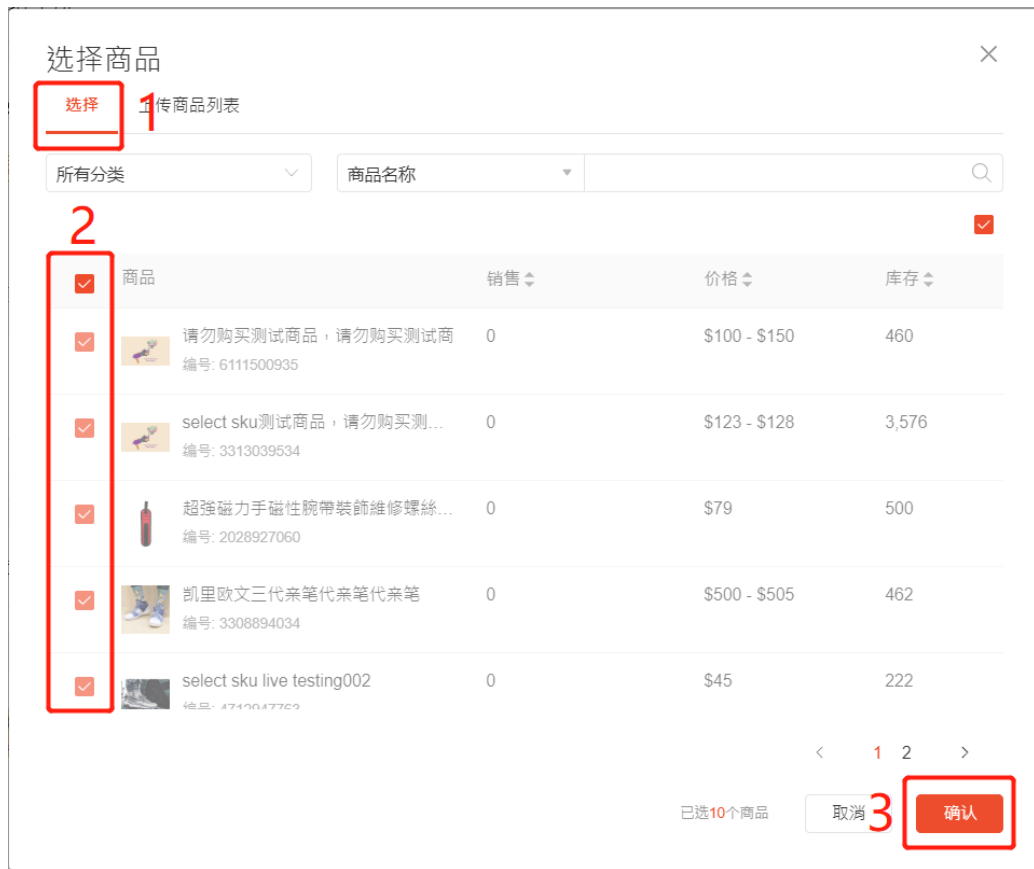 选择商品
选择 1 上传商品列表
所有分类 商品名称
2
商品 销售 价格 库存
请勿购买测试商品，请勿购买测试商 0 $100 - $150 460
编号: 6111500935
select sku测试商品，请勿购买测... 0 $123 - $128 3,576
编号: 3313039534
超強磁力手磁性腕帶裝飾維修螺絲... 0 $79 500
编号: 2028927060
凯里欧文三代亲笔代亲笔代亲笔 0 $500 - $505 462
编号: 3308894034
select sku live testing002 0 $45 222
编号: 4712947763
1 2
已选10个商品 取消 3 确认